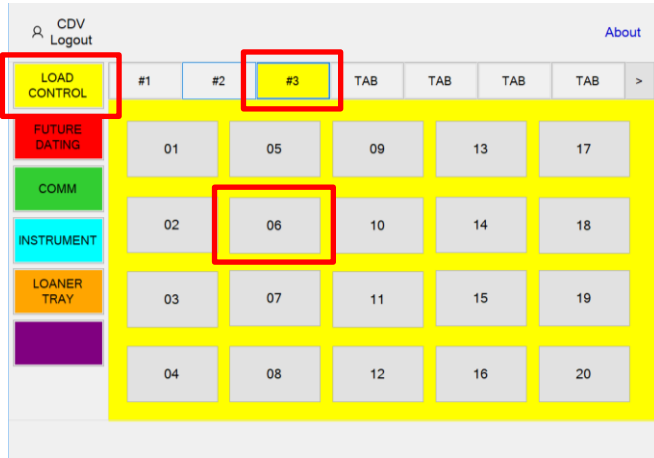 CDV
Logout
About
LOAD
CONTROL
#1 #2 #3 TAB TAB TAB TAB >
FUTURE
DATING
COMM
INSTRUMENT
LOANER
TRAY
01 05 09 13 17
02 06 10 14 18
03 07 11 15 19
04 08 12 16 20